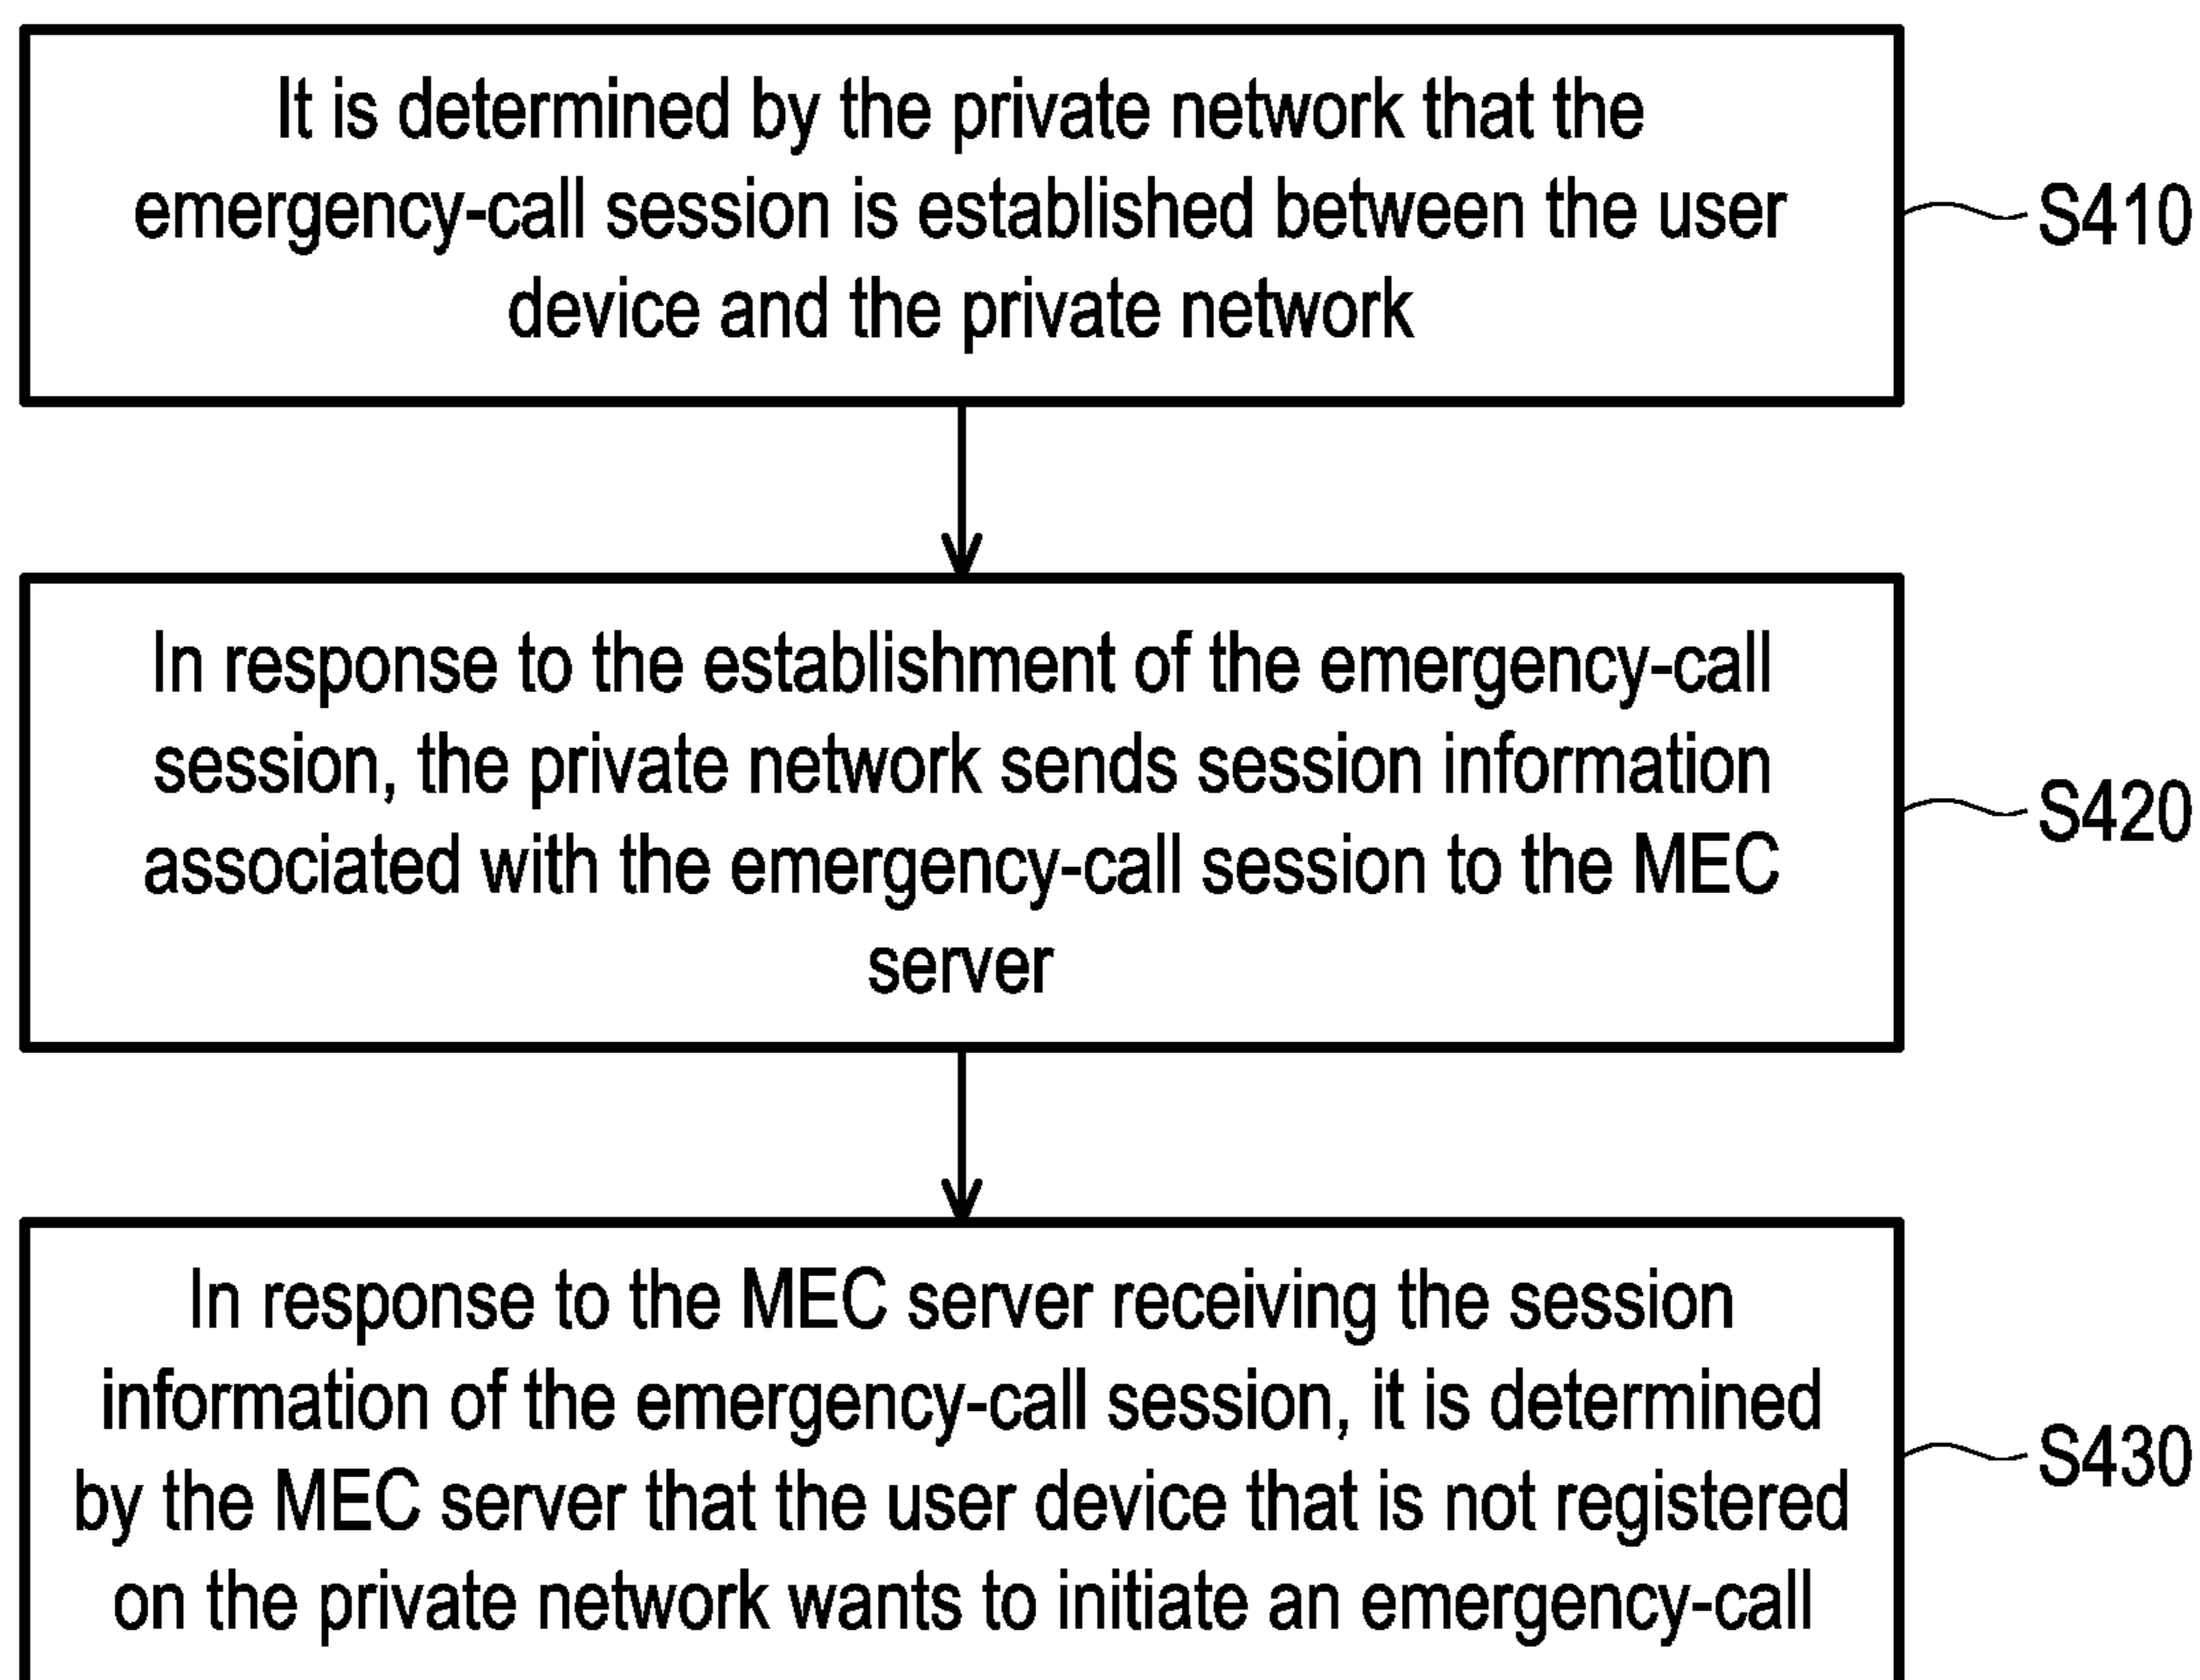 It is determined by the private network that the
emergency-call session is established between the user
device and the private network
S410
In response to the establishment of the emergency-call
session, the private network sends session information
associated with the emergency-call session to the MEC
server
S420
In response to the MEC server receiving the session
information of the emergency-call session, it is determined
by the MEC server that the user device that is not registered
on the private network wants to initiate an emergency-call
S430